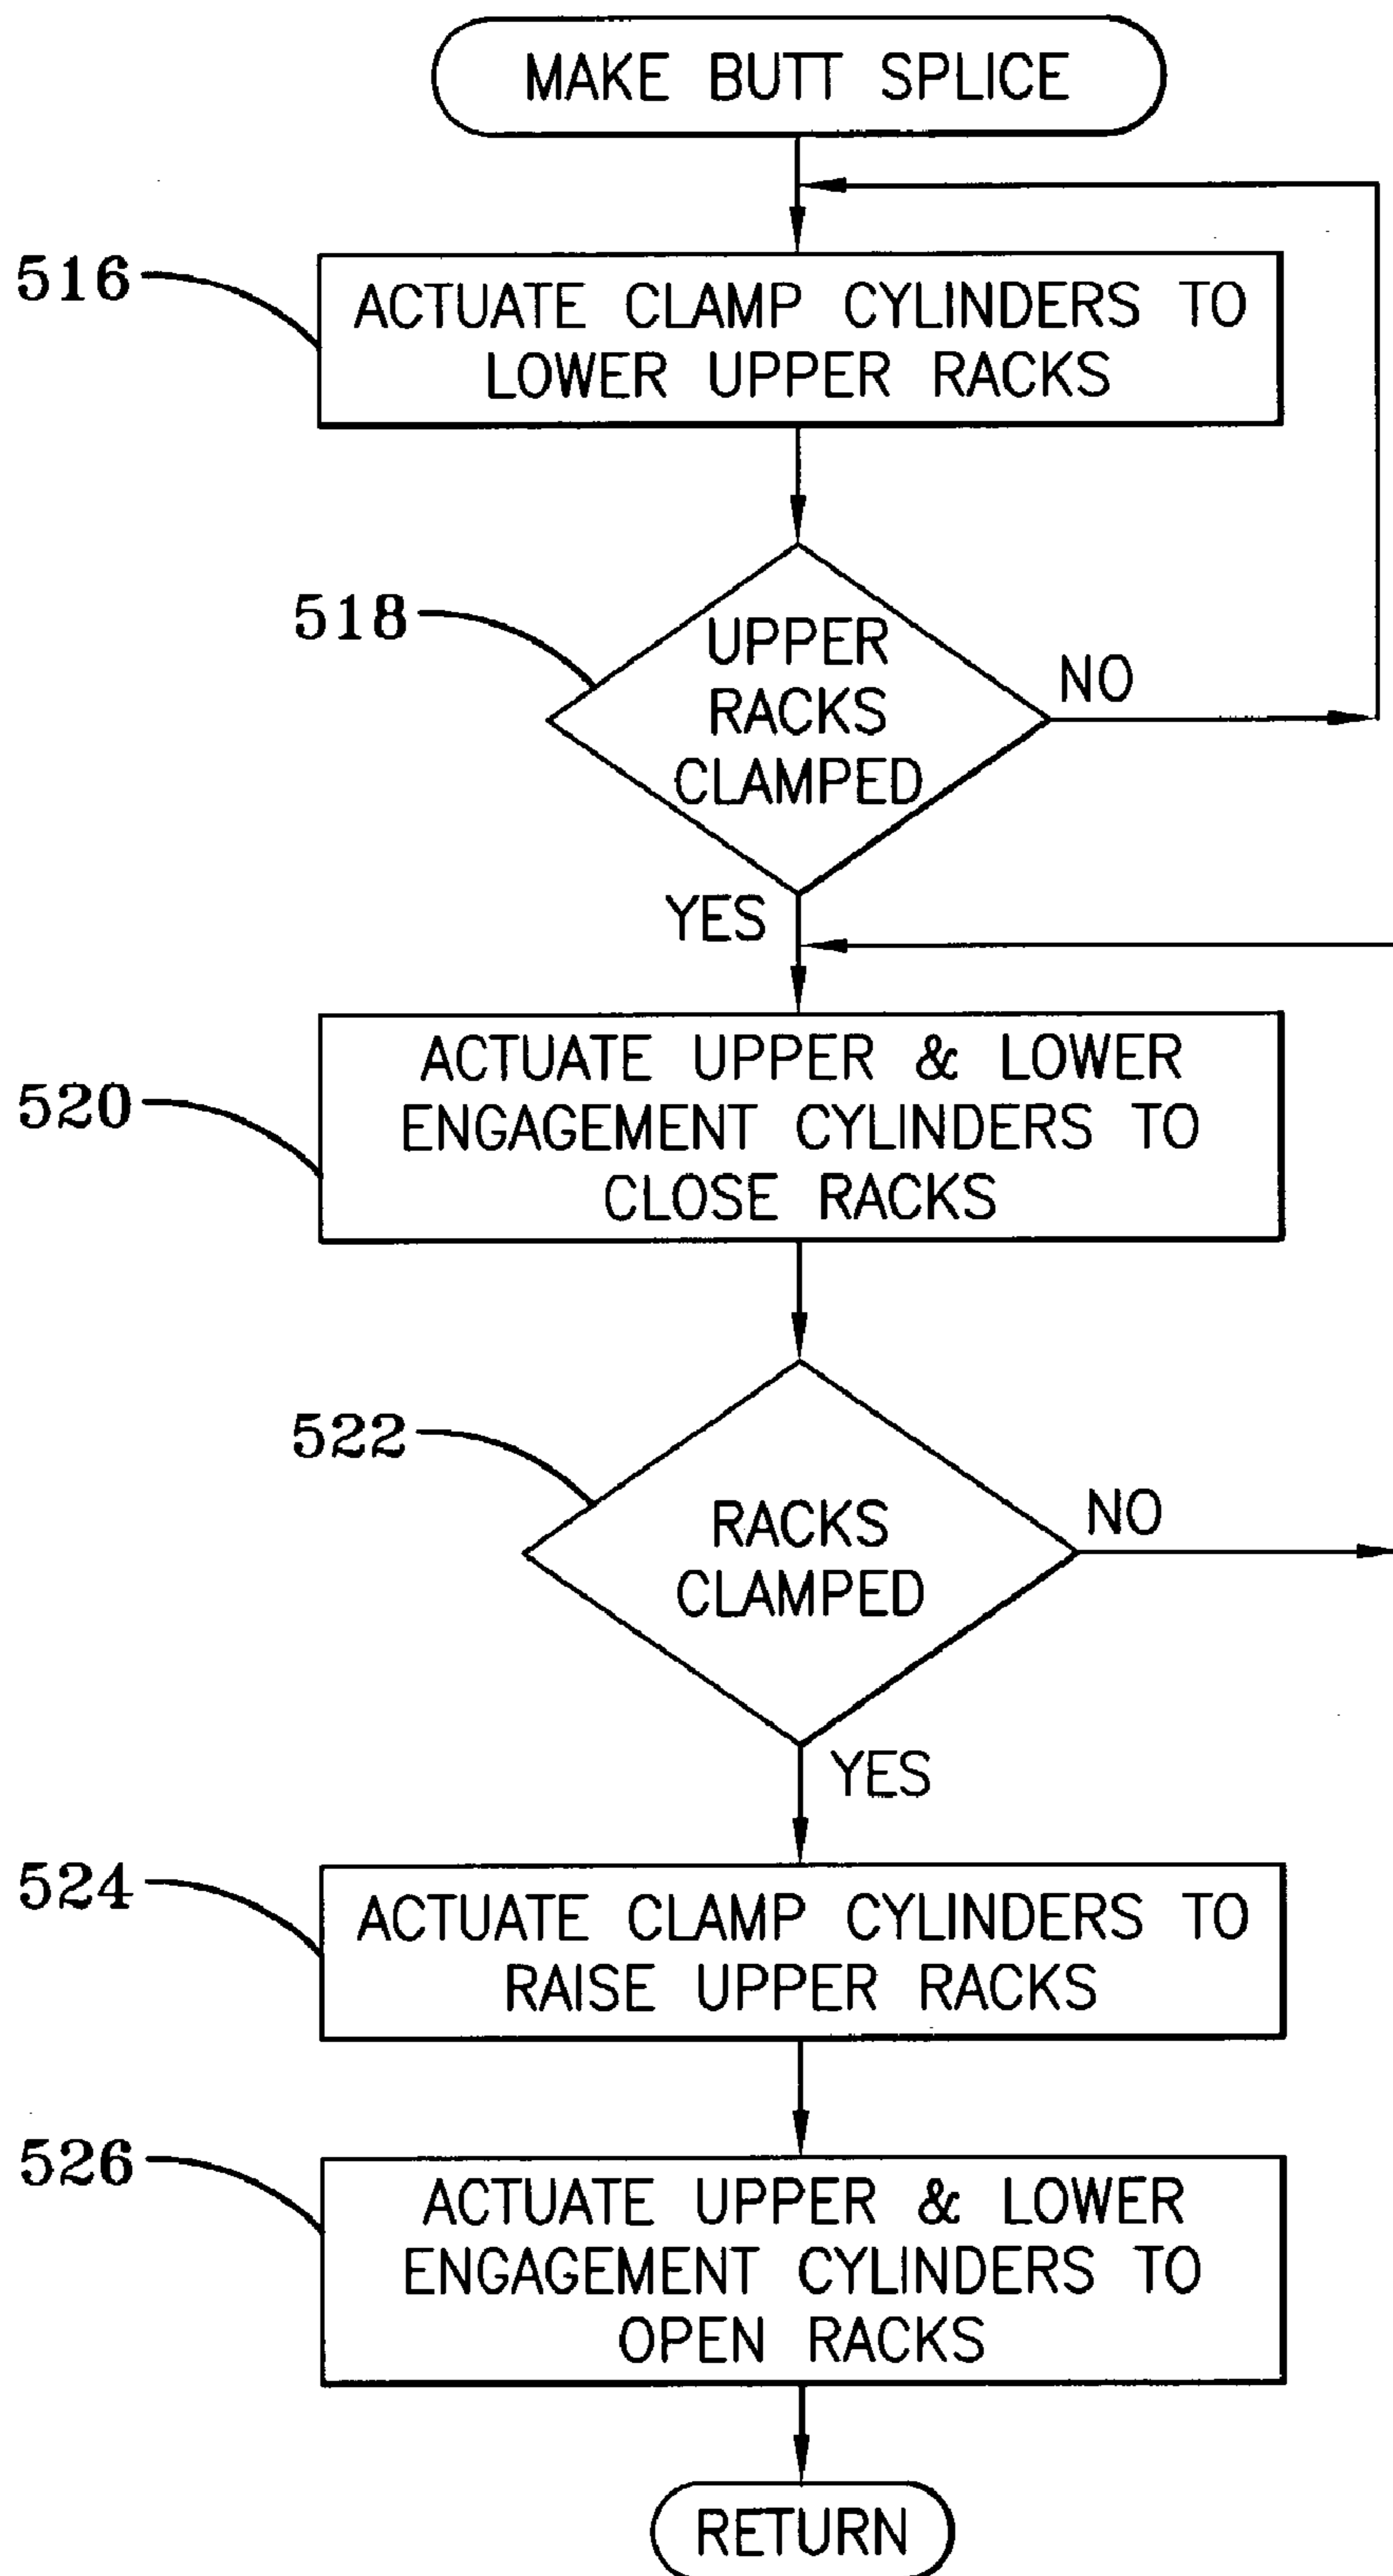 MAKE BUTT SPLICE
516
ACTUATE CLAMP CYLINDERS TO
LOWER UPPER RACKS
518
UPPER
RACKS
CLAMPED
NO
YES
520
ACTUATE UPPER & LOWER
ENGAGEMENT CYLINDERS TO
CLOSE RACKS
522
RACKS
CLAMPED
NO
YES
524
ACTUATE CLAMP CYLINDERS TO
RAISE UPPER RACKS
526
ACTUATE UPPER & LOWER
ENGAGEMENT CYLINDERS TO
OPEN RACKS
RETURN